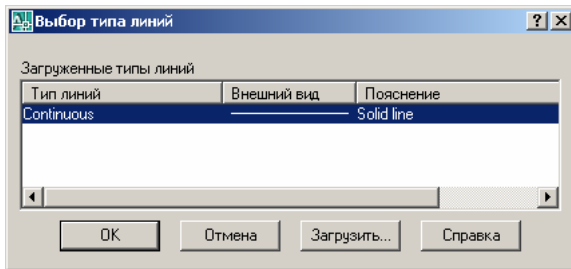 Выбор типа линий
Загруженные типы линий
Тип линий Внешний вид Пояснение
Continuous Solid line
OK Отмена Загрузить... Справка